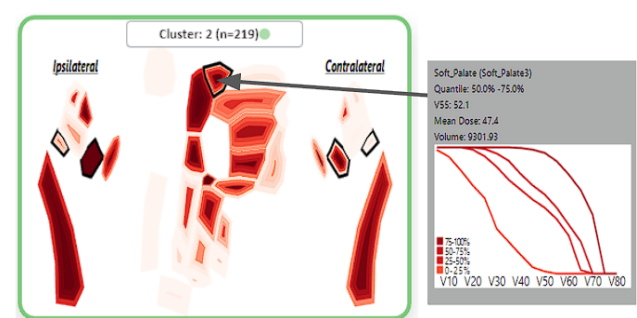 Cluster: 2 (n=219)
Ipsilateral
Contralateral
Soft_Palate (Soft_Palate3)
Quantile: 50.0% -75.0%
V55: 52.1
Mean Dose: 47.4
Volume: 9301.93
75-100%
50-75%
25-50%
0-25%
V10 V20 V30 V40 V50 V60 V70 V80